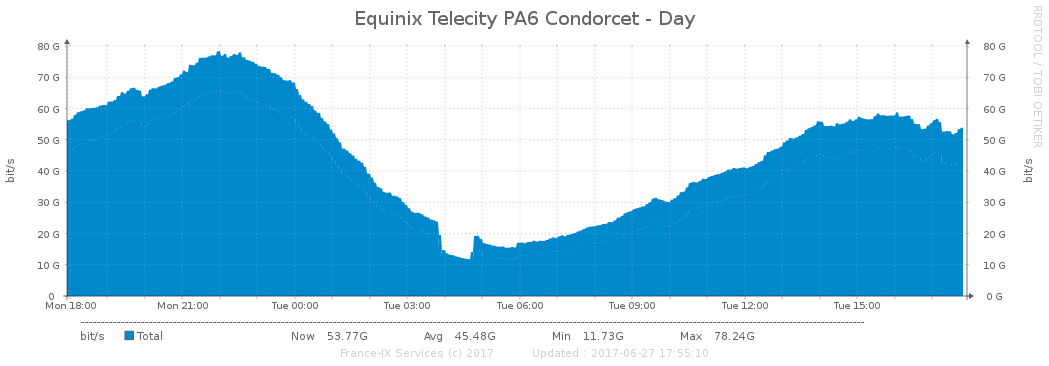 Equinix Telecity PA6 Condorcet - Day
RRDTOOL / TOBI OETIKER
80 G 80 G
70 G 70 G
60 G 60 G
50 G 50 G
40 G 40 G
30 G 30 G
20 G 20 G
10 G 10 G
0 0 G
bit/s
bit/s
Mon 18:00 Mon 21:00 Tue 00:00 Tue 03:00 Tue 06:00 Tue 09:00 Tue 12:00 Tue 15:00
bit/s Total Now 53.77G Avg 45.48G Min 11.73G Max 78.24G
France-IX Services (c) 2017 Updated : 2017-06-27 17:55:10